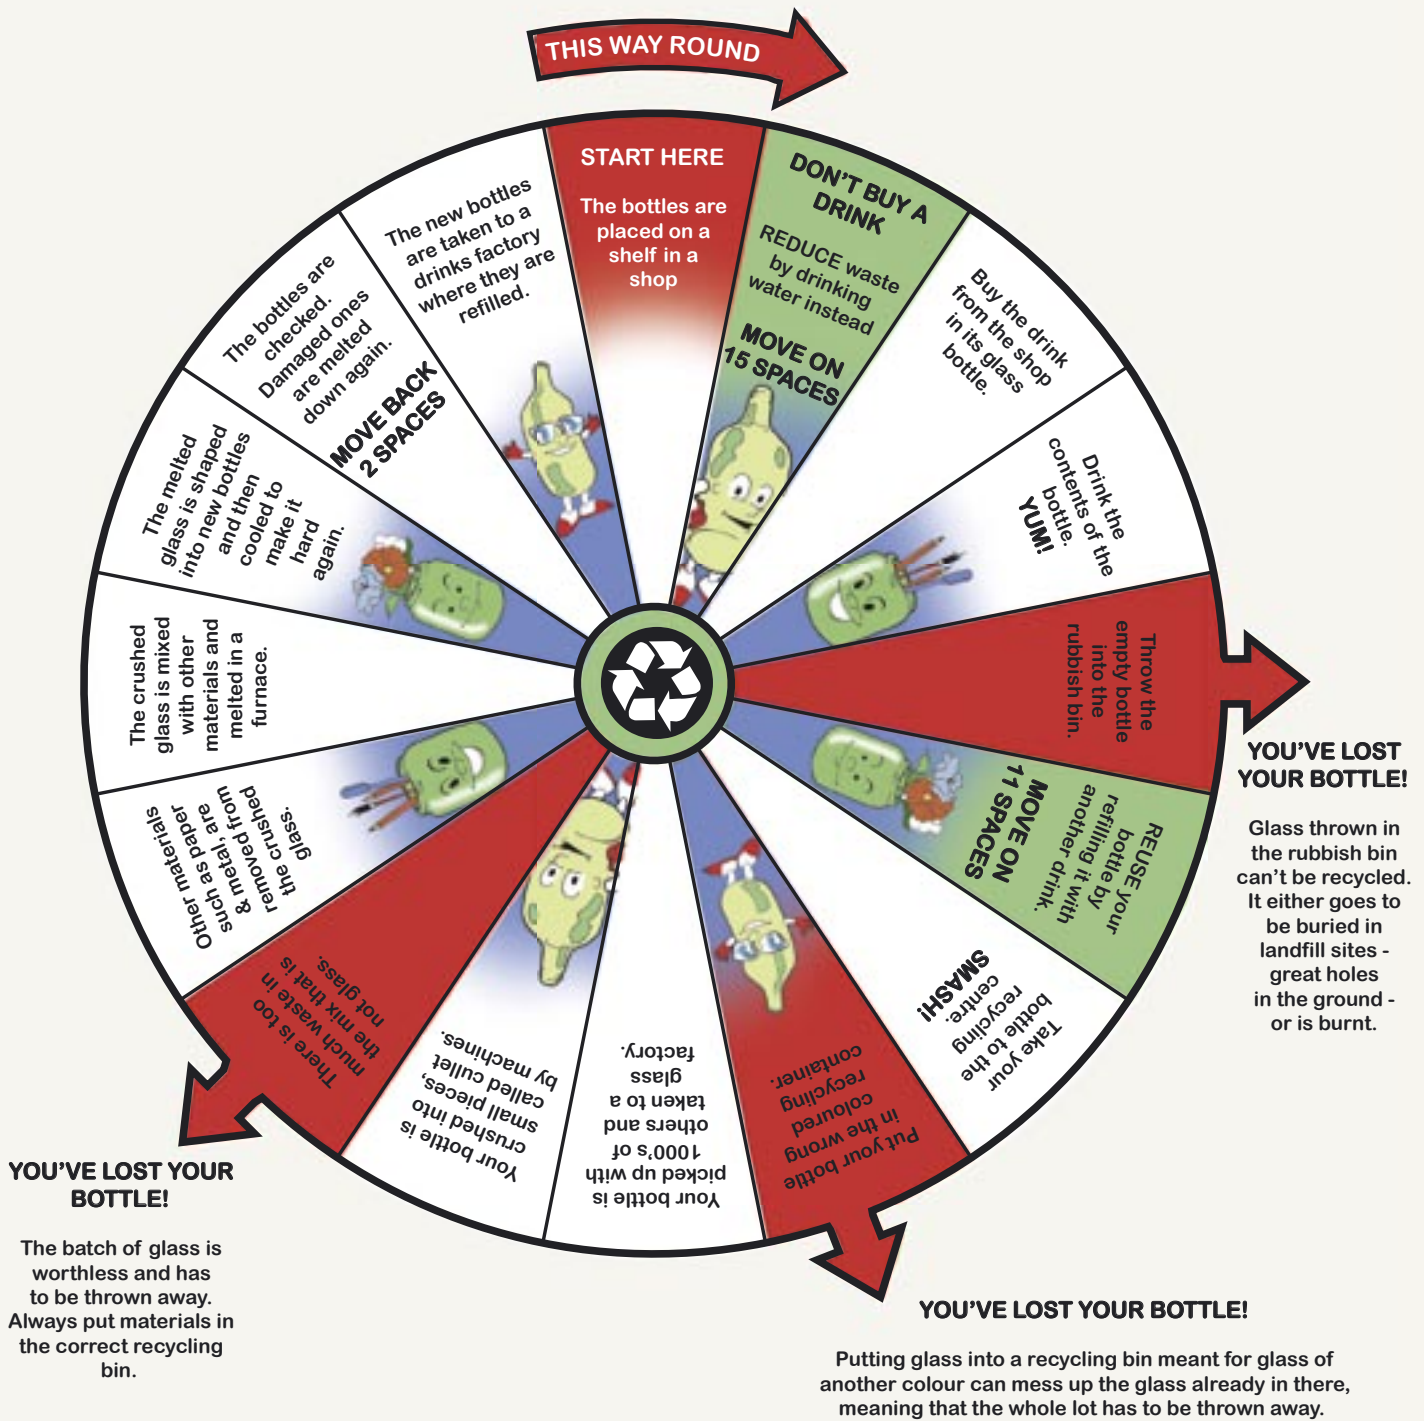 THIS WAY ROUND
START HERE
The bottles are
placed on a
shelf in a
shop
DON'T BUY A
DRINK
REDUCE waste
by drinking
water instead
MOVE ON
15 SPACES
Buy the drink
from the shop
in its glass
bottle.
Drink the
contents of the
bottle.
YUM!
Throw the
empty bottle
into the
rubbish bin.
YOU'VE LOST
YOUR BOTTLE!
Glass thrown in
the rubbish bin
can't be recycled.
It either goes to
be buried in
landfill sites -
great holes
in the ground -
or is burnt.
REUSE your
bottle by
refilling it with
another drink.
MOVE ON
11 SPACES
Take your
bottle to the
recycling
centre.
SMASH!
Put your bottle
in the wrong
coloured
recycling
container.
YOU'VE LOST YOUR BOTTLE!
Putting glass into a recycling bin meant for glass of
another colour can mess up the glass already in there,
meaning that the whole lot has to be thrown away.
Your bottle is
picked up with
1000's of
others and
taken to a
glass
factory.
Your bottle is
crushed into
small pieces,
called cullet
by machines.
There is too
much waste in
the mix that is
not glass.
YOU'VE LOST YOUR
BOTTLE!
The batch of glass is
worthless and has
to be thrown away.
Always put materials in
the correct recycling
bin.
Other materials
such as paper
& metal, are
removed from
the crushed
glass.
The crushed
glass is mixed
with other
materials and
melted in a
furnace.
The melted
glass is shaped
into new bottles
and then
cooled to
make it
hard
again.
The bottles are
checked.
Damaged ones
are melted
down again.
MOVE BACK
2 SPACES
The new bottles
are taken to a
drinks factory
where they are
refilled.